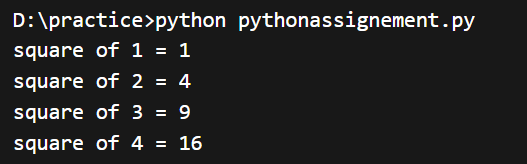 D:\practice>python pythonassignement.py
square of 1 = 1
square of 2 = 4
square of 3 = 9
square of 4 = 16